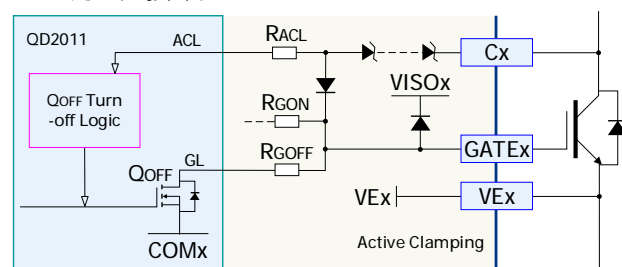 QD2011
ACL
RACL
Cx
VISOx
QOFF Turn
-off Logic
RGON
RGOFF
GATEx
QOFF
GL
VEx
VEx
COMx
Active Clamping